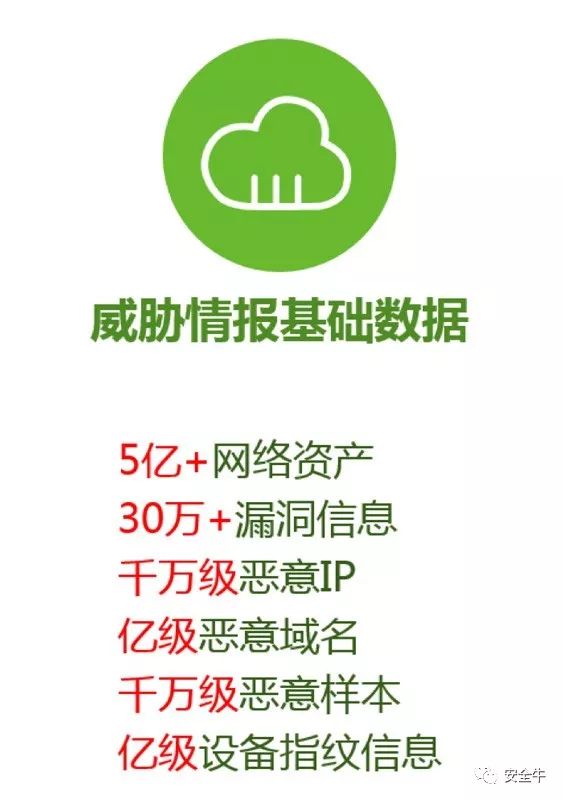 威胁情报基础数据
5亿+网络资产
30万+漏洞信息
千万级恶意IP
亿级恶意域名
千万级恶意样本
亿级设备指纹信息
安全牛